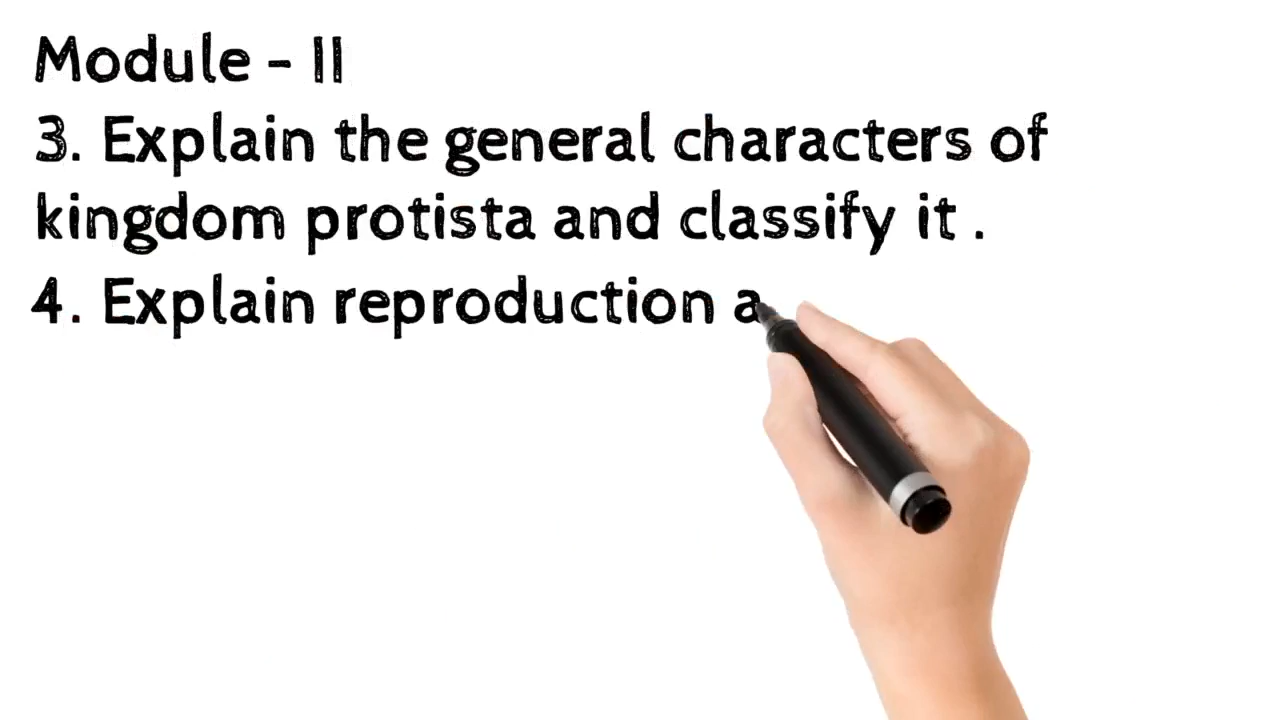 Module - II
3. Explain the general characters of
kingdom protista and classify it .
4. Explain reproduction a